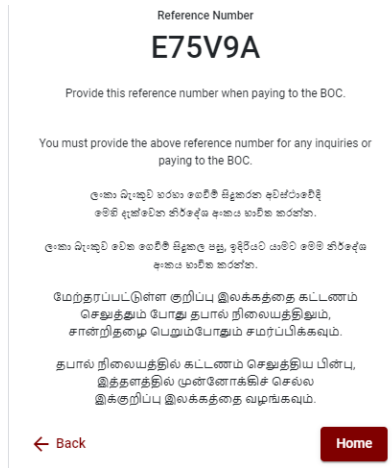 Reference Number
E75V9A
Provide this reference number when paying to the BOC.
You must provide the above reference number for any inquiries or
paying to the BOC.
ලංකා බැංකුව හරහා ගෙවීම් සිදුකරන අවස්ථාවේදී
මෙහි දැක්වෙන නිර්දේශ අංකය භාවිත කරන්න.
ලංකා බැංකුව වෙත ගෙවීම් සිදුකල පසු, ඉදිරියට යාමට මෙම නිර්දේශ
අංකය භාවිත කරන්න.
மேற்தரப்பட்டுள்ள குறிப்பு இலக்கத்தை கட்டணம்
செலுத்தும் போது தபால் நிலையத்திலும்,
சான்றிதழை பெறும்போதும் சமர்ப்பிக்கவும்.
தபால் நிலையத்தில் கட்டணம் செலுத்திய பின்பு,
இத்தளத்தில் முன்னோக்கிச் செல்ல
இக்குறிப்பு இலக்கத்தை வழங்கவும்.
Back
Home